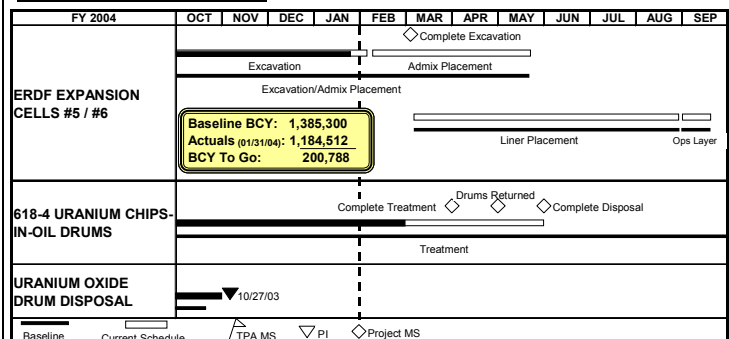 FY 2004 OCT NOV DEC JAN FEB MAR APR MAY JUN JUL AUG SEP
Complete Excavation
Excavation Admix Placement
Excavation/Admix Placement
ERDF EXPANSION
CELLS #5 / #6
Baseline BCY: 1,385,300
Actuals (01/31/04): 1,184,512
BCY To Go: 200,788
Liner Placement Ops Layer
Drums Returned
Complete Treatment Complete Disposal
618-4 URANIUM CHIPS-
IN-OIL DRUMS
Treatment
URANIUM OXIDE
DRUM DISPOSAL
10/27/03
Baseline Current Schedule TPA MS PI Project MS